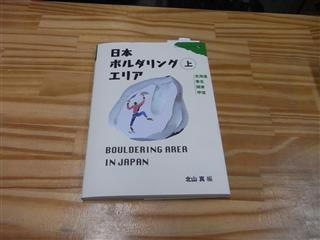 日本
ボルダリング 上
エリア
北海道
東北
関東
甲信
BOULDERING AREA
IN JAPAN
北山 真 編